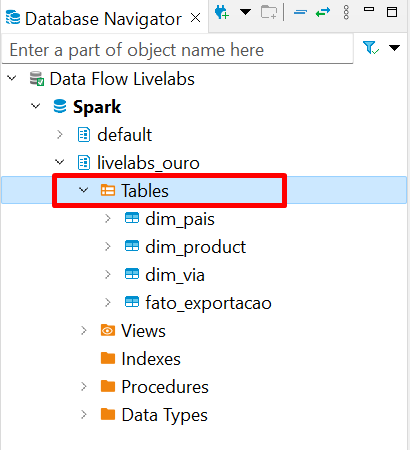 Database Navigator
Enter a part of object name here
Data Flow Livelabs
Spark
default
livelabs_ouro
Tables
dim_pais
dim_product
dim_via
fato_exportacao
Views
Indexes
Procedures
Data Types